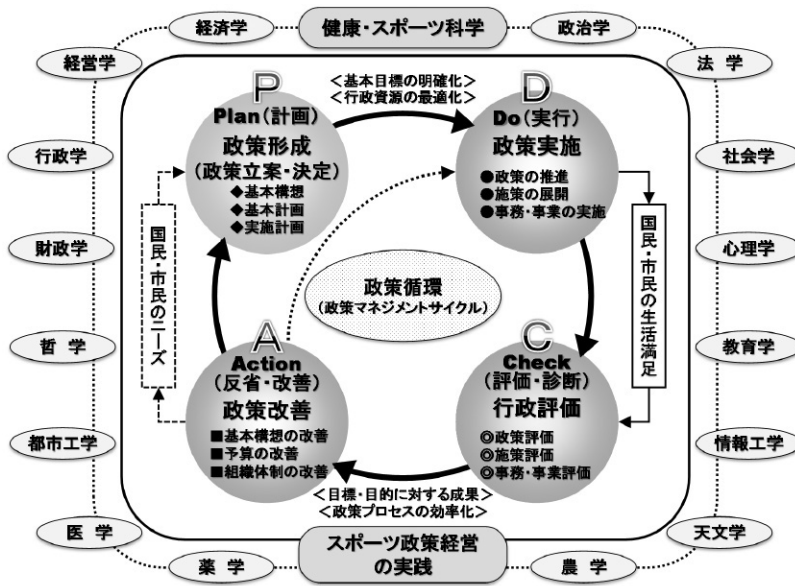 経済学
健康・スポーツ科学
政治学
経営学
法 学
行政学
社会学
財政学
心理学
哲 学
教育学
都市工学
情報工学
医 学
天文学
薬 学
農 学
スポーツ政策経営
の実践
P
Plan(計画)
政策形成
(政策立案・決定)
◆基本構想
◆基本計画
◆実施計画
<基本目標の明確化>
<行政資源の最適化>
D
Do(実行)
政策実施
●政策の推進
●施策の展開
●事務・事業の実施
国民・市民の生活満足
C
Check
(評価・診断)
行政評価
◎政策評価
◎施策評価
◎事務・事業評価
<目標・目的に対する成果>
<政策プロセスの効率化>
A
Action
(反省・改善)
政策改善
■基本構想の改善
■予算の改善
■組織体制の改善
国民・市民のニーズ
政策循環
(政策マネジメントサイクル)